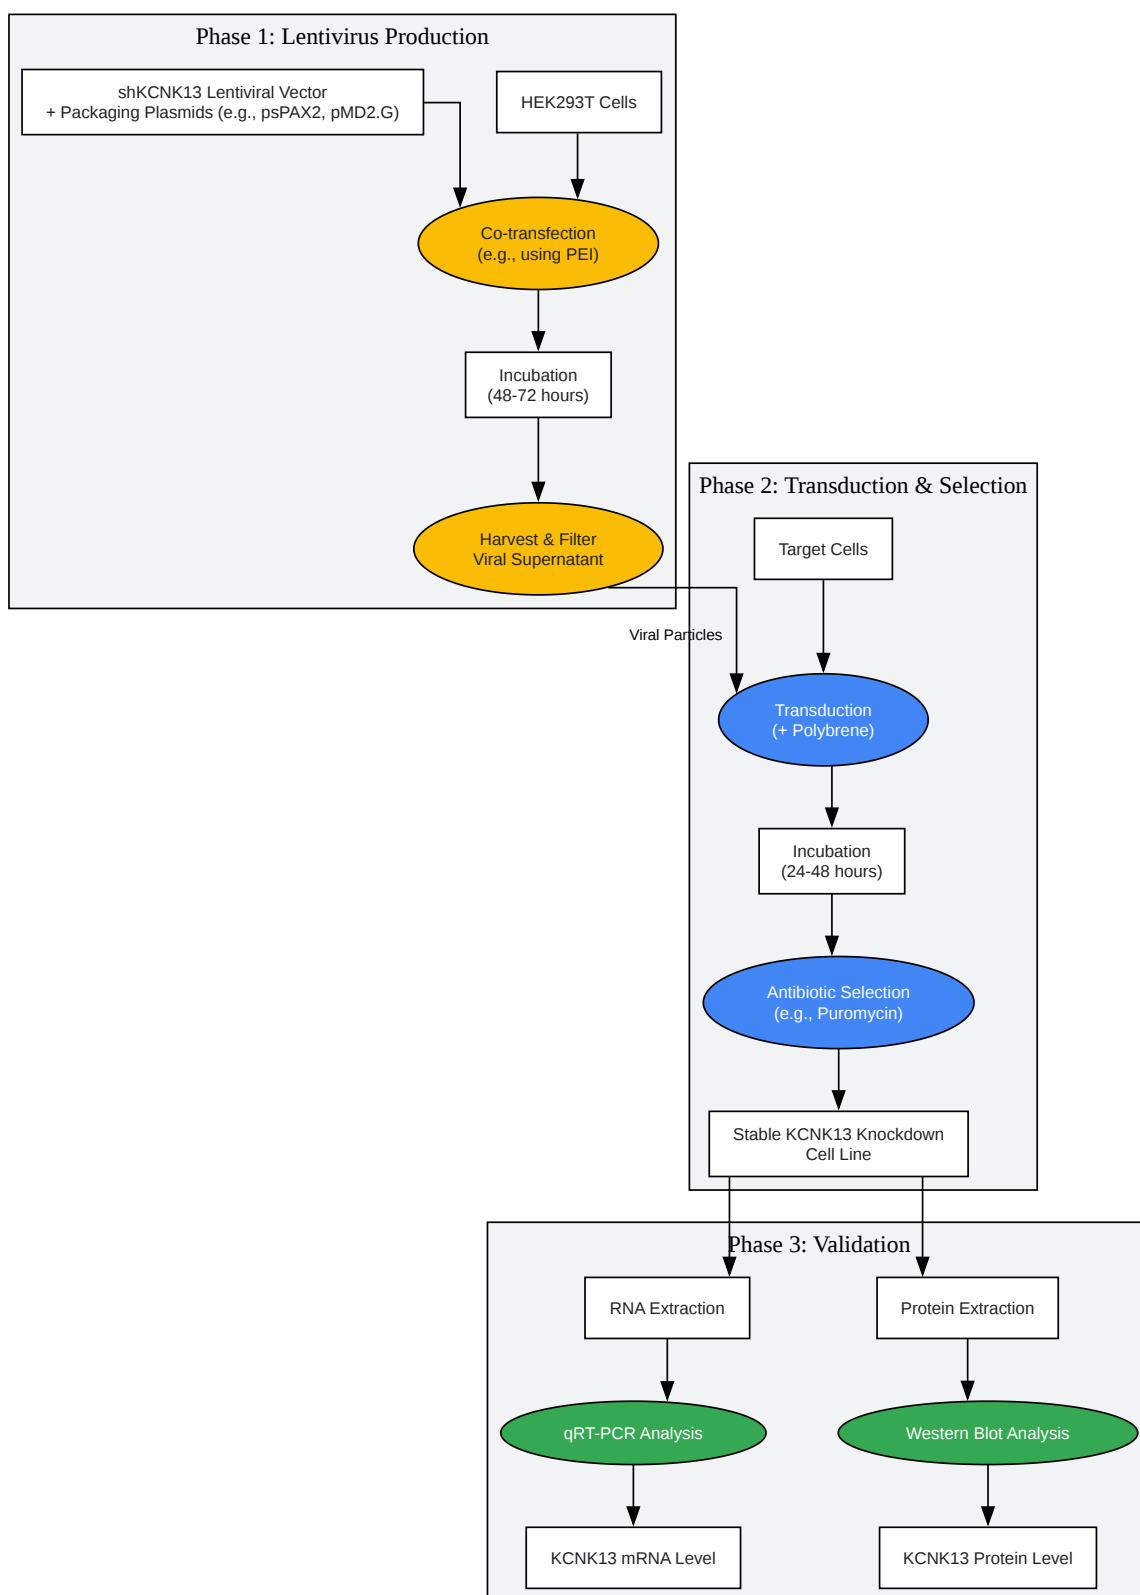 Phase 1: Lentivirus Production
shKCNK13 Lentiviral Vector
+ Packaging Plasmids (e.g., psPAX2, pMD2.G)
HEK293T Cells
Co-transfection
(e.g., using PEI)
Incubation
(48-72 hours)
Harvest & Filter
Viral Supernatant
Viral Particles
Phase 2: Transduction & Selection
Target Cells
Transduction
(+ Polybrene)
Incubation
(24-48 hours)
Antibiotic Selection
(e.g., Puromycin)
Stable KCNK13 Knockdown
Cell Line
Phase 3: Validation
RNA Extraction
Protein Extraction
qRT-PCR Analysis
Western Blot Analysis
KCNK13 mRNA Level
KCNK13 Protein Level